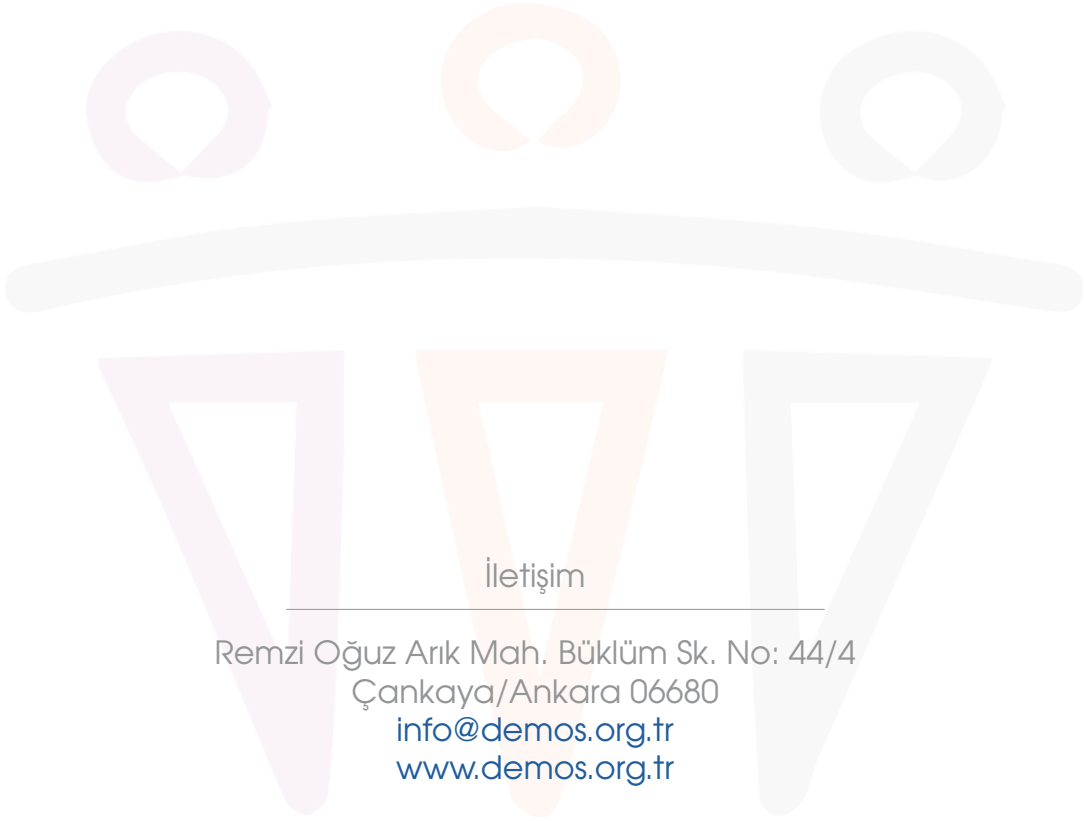 İletişim
Remzi Oğuz Arık Mah. Büklüm Sk. No: 44/4
Çankaya/Ankara 06680
info@demos.org.tr
www.demos.org.tr